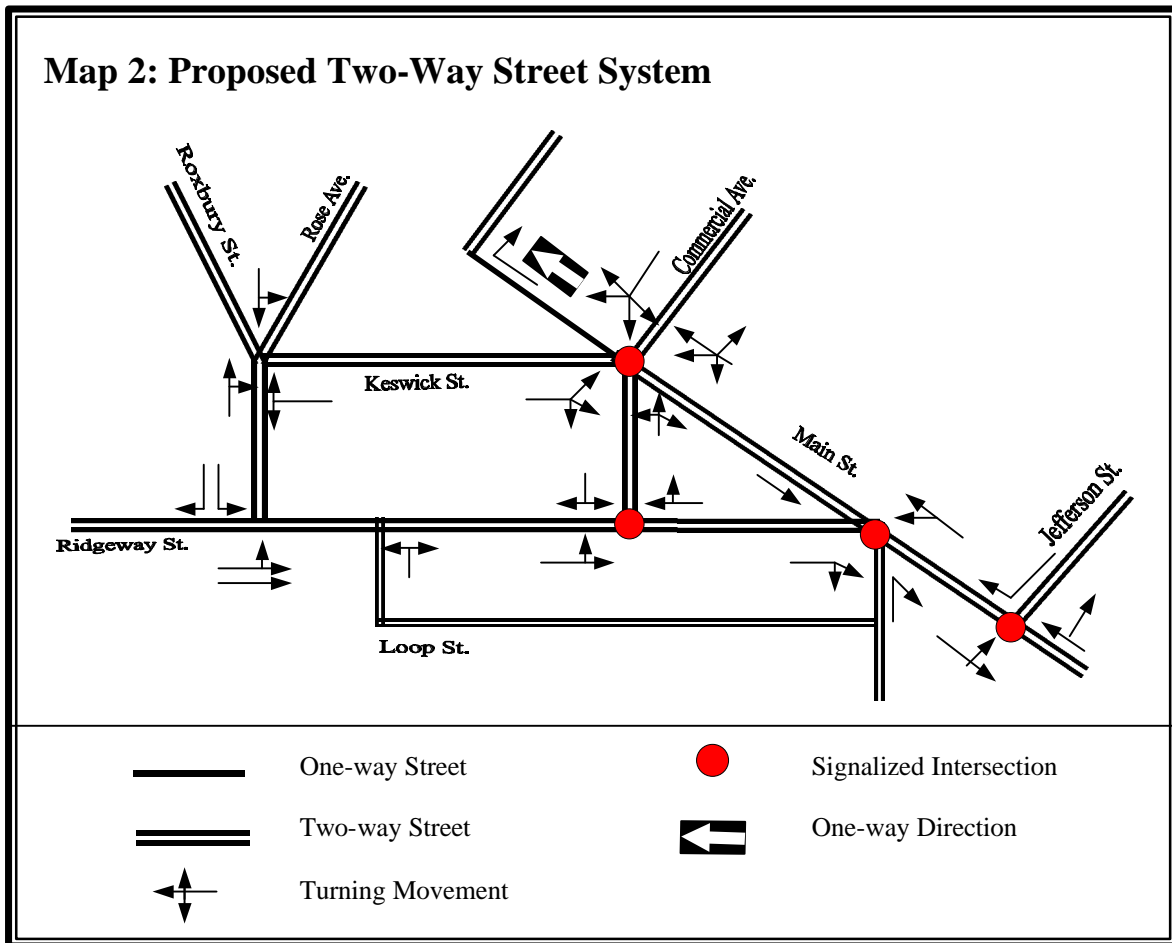 Map 2: Proposed Two-Way Street System
Roxbury St.
Rose Ave.
Commercial Ave.
Keswick St.
Main St.
Jefferson St.
Ridgeway St.
Loop St.
One-way Street
Signalized Intersection
Two-way Street
One-way Direction
Turning Movement